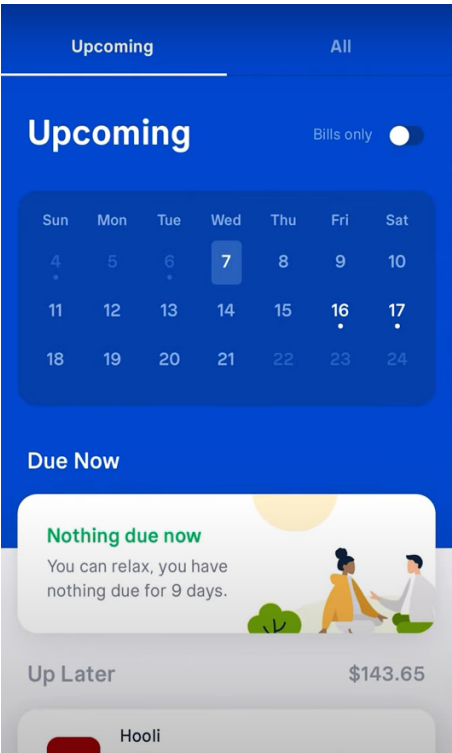 Upcoming All
Upcoming Bills only
Sun Mon Tue Wed Thu Fri Sat
4 5 6 7 8 9 10
11 12 13 14 15 16 17
18 19 20 21 22 23 24
Due Now
Nothing due now
You can relax, you have
nothing due for 9 days.
Up Later $143.65
Hooli